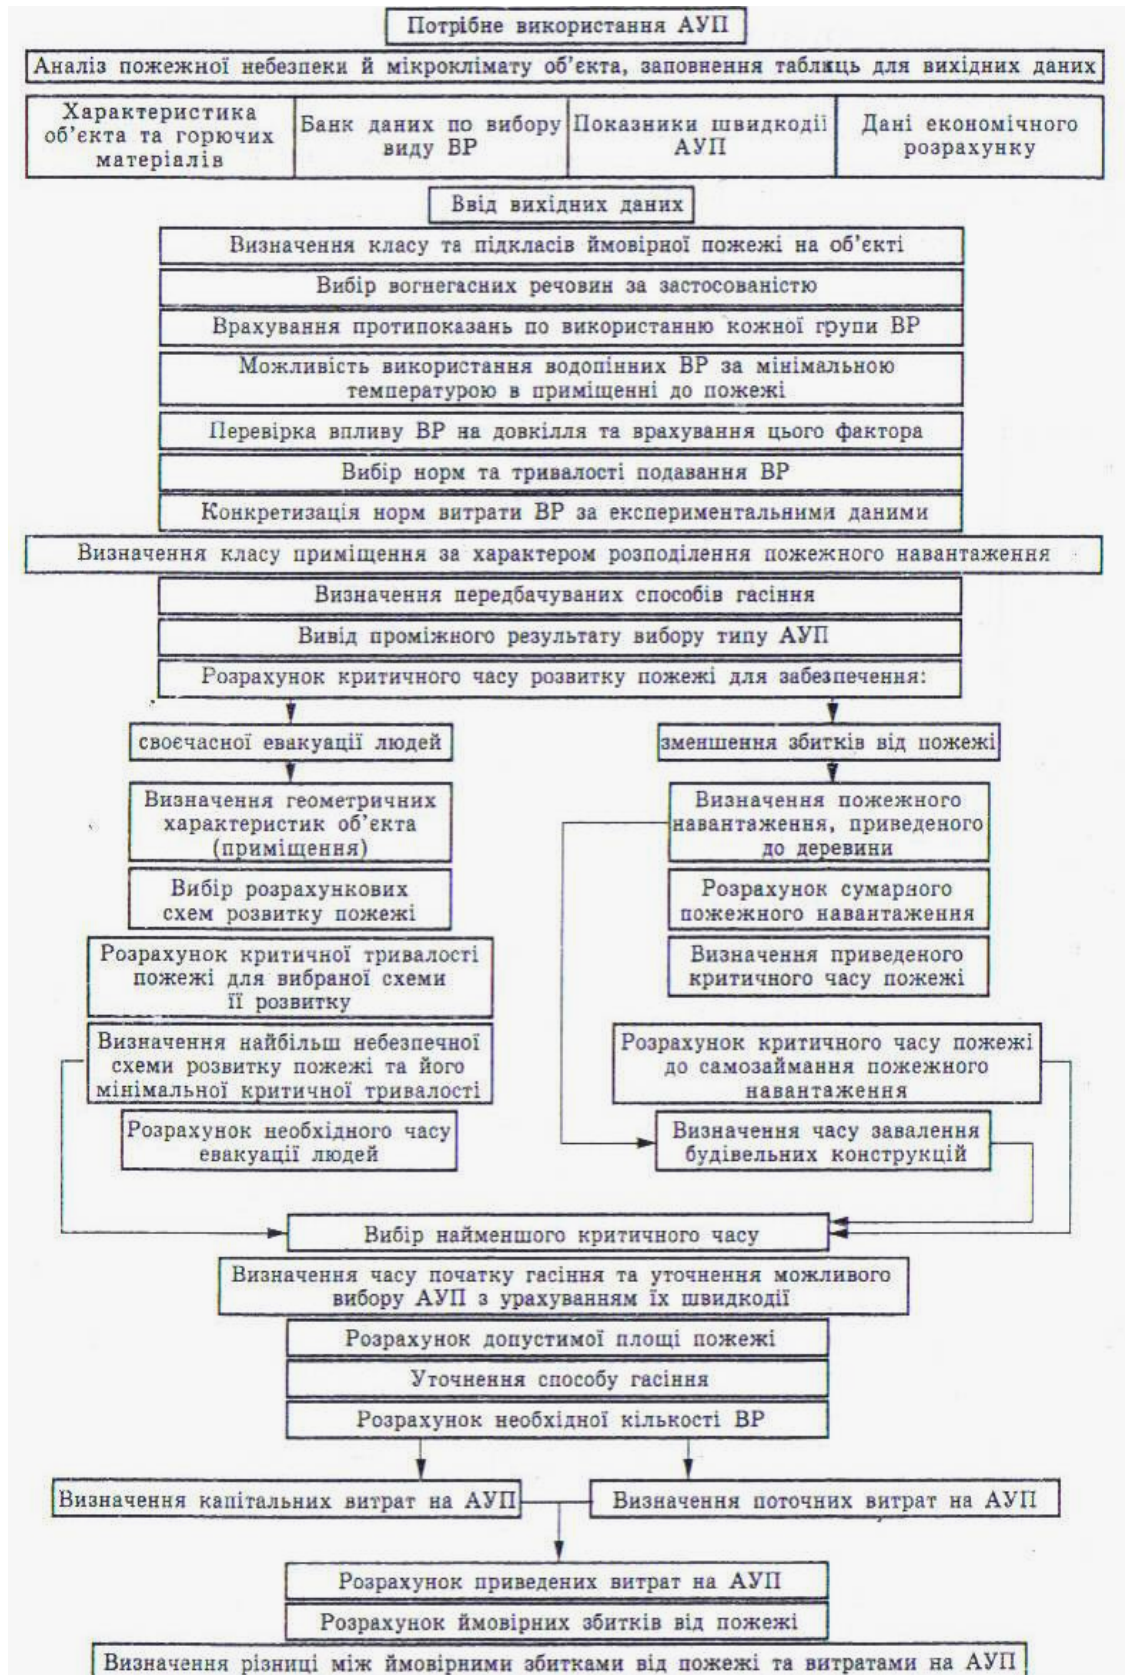 Потрібне використання АУП
Аналіз пожежної небезпеки й мікроклімату об'єкта, заповнення таблиць для вихідних даних
Характеристика
об'єкта та горючих
матеріалів
Банк даних по вибору
виду ВР
Показники швидкодії
АУП
Дані економічного
розрахунку
Ввід вихідних даних
Визначення класу та підкласів ймовірної пожежі на об'єкті
Вибір вогнегасних речовин за застосованістю
Врахування протипоказань по використанню кожної групи ВР
Можливість використання водопінних ВР за мінімальною
температурою в приміщенні до пожежі
Перевірка впливу ВР на довкілля та врахування цього фактора
Вибір норм та тривалості подавання ВР
Конкретизація норм витрати ВР за експериментальними даними
Визначення класу приміщення за характером розподілення пожежного навантаження
Визначення передбачуваних способів гасіння
Вивід проміжного результату вибору типу АУП
Розрахунок критичного часу розвитку пожежі для забезпечення:
своєчасної евакуації людей
Визначення геометричних
характеристик об'єкта
(приміщення)
Вибір розрахункових
схем розвитку пожежі
Розрахунок критичної тривалості
пожежі для вибраної схеми
її розвитку
Визначення найбільш небезпечної
схеми розвитку пожежі та його
мінімальної критичної тривалості
Розрахунок необхідного часу
евакуації людей
зменшення збитків від пожежі
Визначення пожежного
навантаження, приведеного
до деревини
Розрахунок сумарного
пожежного навантаження
Визначення приведеного
критичного часу пожежі
Розрахунок критичного часу пожежі
до самозаймання пожежного
навантаження
Визначення часу завалення
будівельних конструкцій
Вибір найменшого критичного часу
Визначення часу початку гасіння та уточнення можливого
вибору АУП з урахуванням їх швидкодії
Розрахунок допустимої площі пожежі
Уточнення способу гасіння
Розрахунок необхідної кількості ВР
Визначення капітальних витрат на АУП
Визначення поточних витрат на АУП
Розрахунок приведених витрат на АУП
Розрахунок ймовірних збитків від пожежі
Визначення різниці між ймовірними збитками від пожежі та витратами на АУП